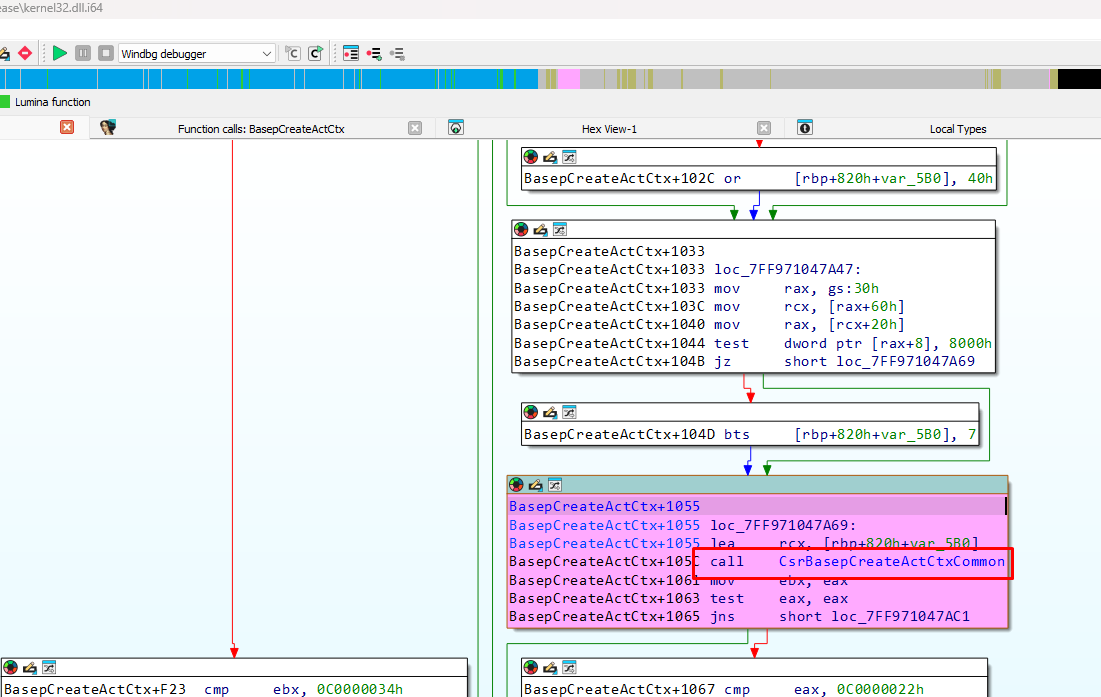 ease\kernel32.dll.i64
Windbg debugger
Lumina function
Function calls: BasepCreateActCtx
Hex View-1
Local Types
BasepCreateActCtx+102C or [rbp+820h+var_5B0], 40h
BasepCreateActCtx+1033
BasepCreateActCtx+1033 loc_7FF971047A47:
BasepCreateActCtx+1033 mov rax, gs:30h
BasepCreateActCtx+103C mov rcx, [rax+60h]
BasepCreateActCtx+1040 mov rax, [rcx+20h]
BasepCreateActCtx+1044 test dword ptr [rax+8], 8000h
BasepCreateActCtx+104B jz short loc_7FF971047A69
BasepCreateActCtx+104D bts [rbp+820h+var_5B0], 7
BasepCreateActCtx+1055
BasepCreateActCtx+1055 loc_7FF971047A69:
BasepCreateActCtx+1055 lea rcx, [rbp+820h+var_5B0]
BasepCreateActCtx+105C call CsrBasepCreateActCtxCommon
BasepCreateActCtx+1061 mov ebx, eax
BasepCreateActCtx+1063 test eax, eax
BasepCreateActCtx+1065 jns short loc_7FF971047AC1
BasepCreateActCtx+F23 cmp ebx, 0C0000034h
BasepCreateActCtx+1067 cmp eax, 0C0000022h